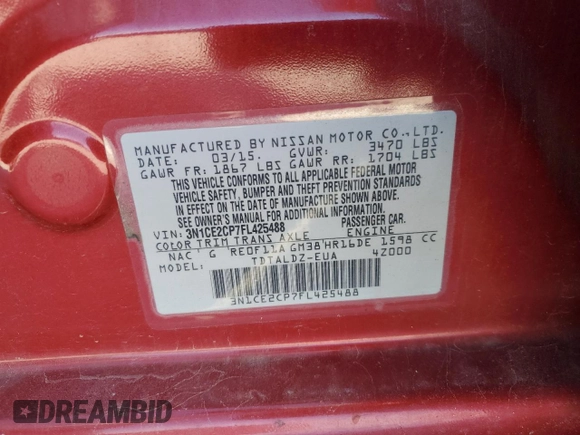 MANUFACTURED BY NISSAN MOTOR CO., LTD.
DATE: 03/15. GVWR: 3470 LBS
GAWR FR: 1867 LBS GAWR RR: 1704 LBS
THIS VEHICLE CONFORMS TO ALL APPLICABLE FEDERAL MOTOR
VEHICLE SAFETY, BUMPER AND THEFT PREVENTION STANDARDS
IN EFFECT ON THE DATE OF MANUFACTURE SHOWN ABOVE.
SEE OWNER'S MANUAL FOR ADDITIONAL INFORMATION.
VIN: 3N1CE2CP7FL425488 PASSENGER CAR.
COLOR TRIM TRANS AXLE ENGINE
NAC G RE0F11A GM38 HR16DE 1598 CC
MODEL: TDTALDZ-EUA 4Z000
3N1CE2CP7FL425488
DREAMBID